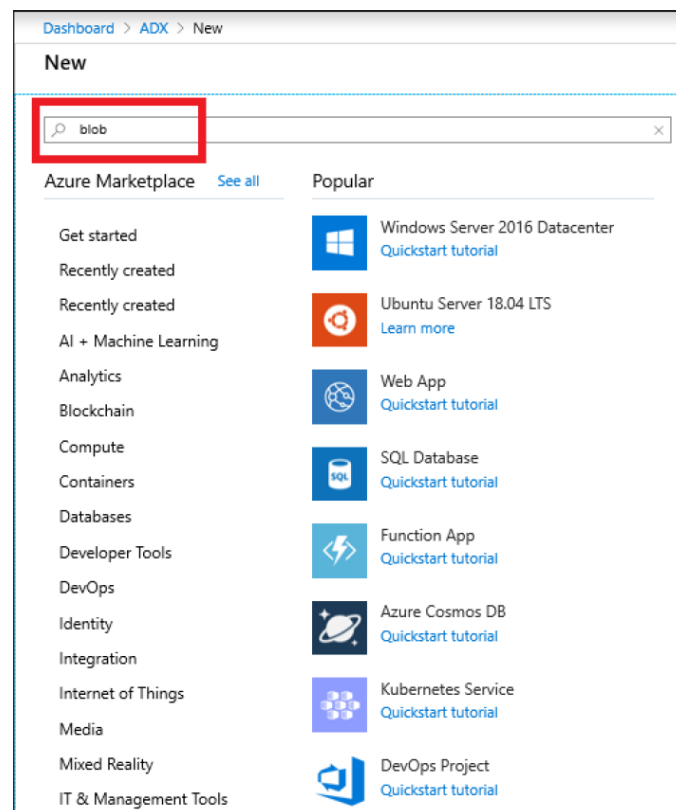 Dashboard > ADX > New
New
blob
Azure Marketplace See all
Popular
Get started
Recently created
Recently created
AI + Machine Learning
Analytics
Blockchain
Compute
Containers
Databases
Developer Tools
DevOps
Identity
Integration
Internet of Things
Media
Mixed Reality
IT & Management Tools
Windows Server 2016 Datacenter
Quickstart tutorial
Ubuntu Server 18.04 LTS
Learn more
Web App
Quickstart tutorial
SQL
SQL Database
Quickstart tutorial
Function App
Quickstart tutorial
Azure Cosmos DB
Quickstart tutorial
Kubernetes Service
Quickstart tutorial
DevOps Project
Quickstart tutorial